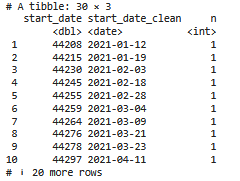 # A tibble: 30 × 3
start_date start_date_clean n
<dbl> <date> <int>
1 44208 2021-01-12 1
2 44215 2021-01-19 1
3 44230 2021-02-03 1
4 44245 2021-02-18 1
5 44255 2021-02-28 1
6 44259 2021-03-04 1
7 44264 2021-03-09 1
8 44276 2021-03-21 1
9 44278 2021-03-23 1
10 44297 2021-04-11 1
# ℹ 20 more rows